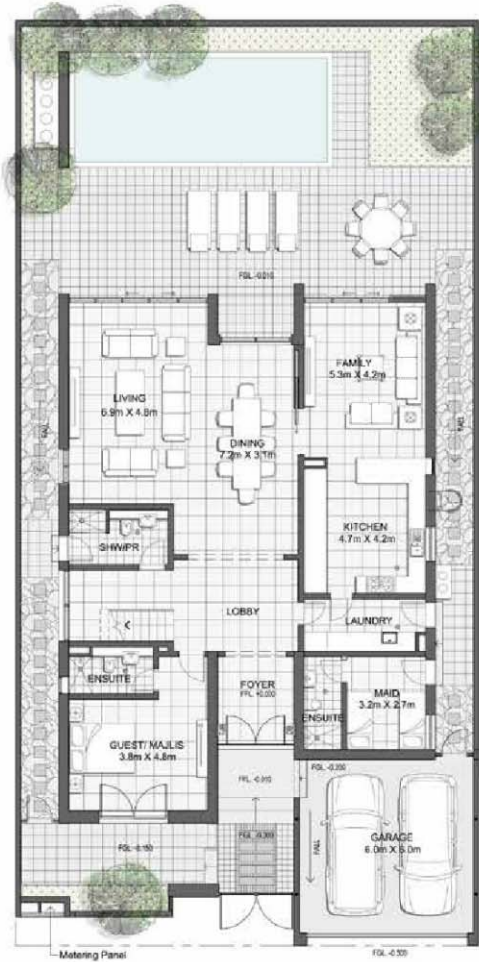 FGL -0.010
FAMILY
5.3m X 4.2m
LIVING
6.9m X 4.8m
DINING
7.2m X 3.1m
FALL
FALL
KITCHEN
4.7m X 4.2m
SHW/PR
LOBBY
LAUNDRY
ENSUITE
FOYER
FFL +0.000
MAID
3.2m X 2.7m
ENSUITE
GUEST/ MAJLIS
3.8m X 4.8m
FGL -0.200
FFL -0.010
FGL -0.150
FGL -0.300
FALL
GARAGE
6.0m X 6.0m
Metering Panel
FGL -0.500